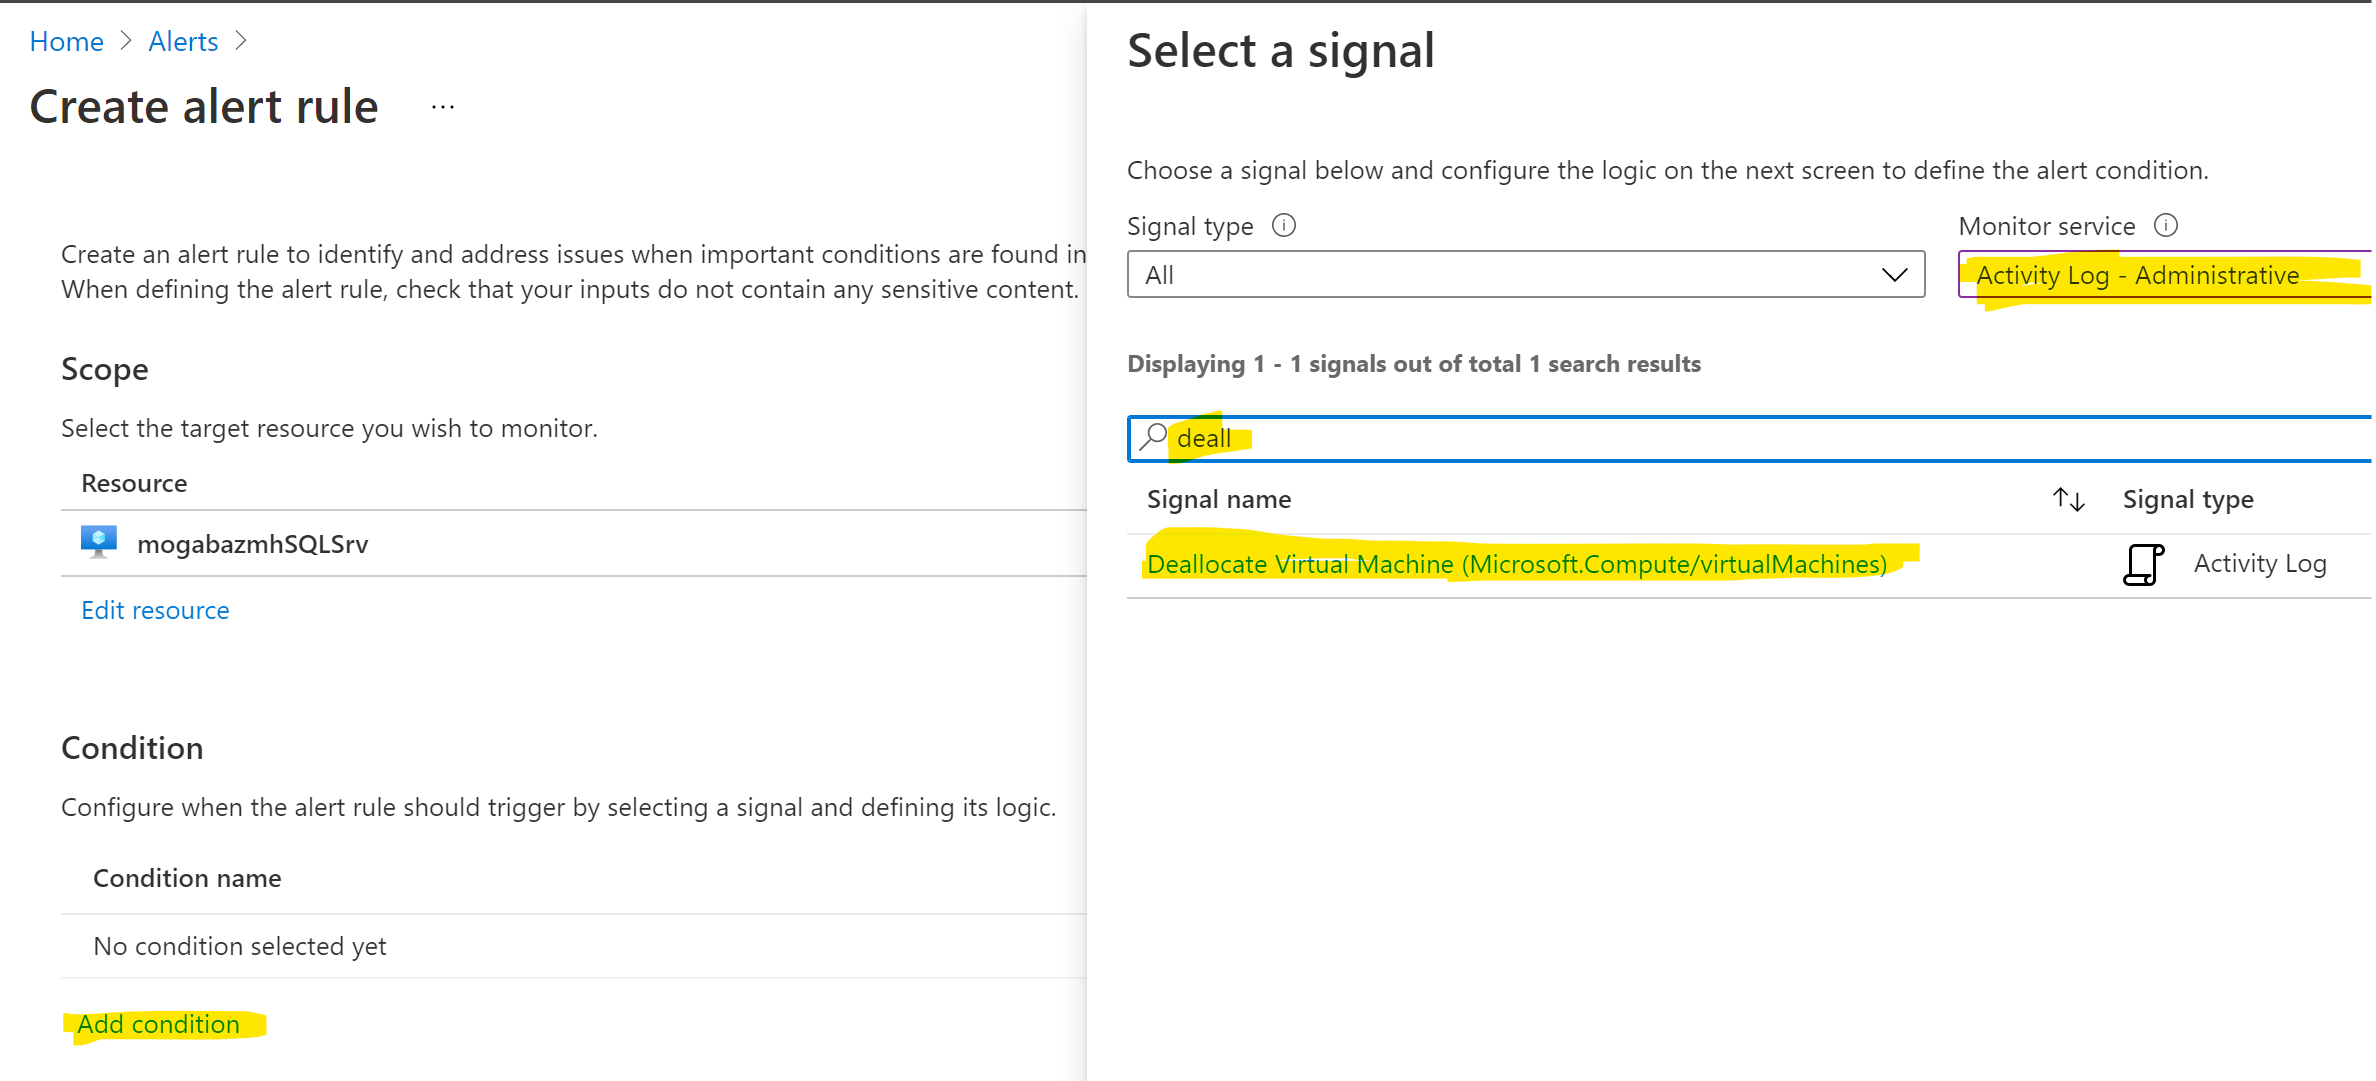 Home > Alerts >
Create alert rule ...
Create an alert rule to identify and address issues when important conditions are found in
When defining the alert rule, check that your inputs do not contain any sensitive content.
Scope
Select the target resource you wish to monitor.
Resource
mogabazmhSQLSrv
Edit resource
Condition
Configure when the alert rule should trigger by selecting a signal and defining its logic.
Condition name
No condition selected yet
Add condition
Select a signal
Choose a signal below and configure the logic on the next screen to define the alert condition.
Signal type Monitor service
All Activity Log - Administrative
Displaying 1 - 1 signals out of total 1 search results
deall
Signal name Signal type
Deallocate Virtual Machine (Microsoft.Compute/virtualMachines) Activity Log